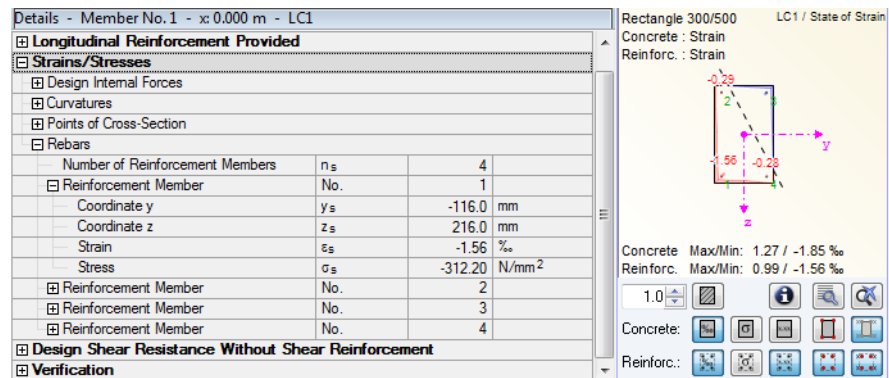 Details - Member No. 1 - x: 0.000 m - LC1
Longitudinal Reinforcement Provided
Strains/Stresses
Design Internal Forces
Curvatures
Points of Cross-Section
Rebars
Number of Reinforcement Members n s 4
Reinforcement Member No. 1
Coordinate y y s -116.0 mm
Coordinate z z s 216.0 mm
Strain ε s -1.56 ‰
Stress σ s -312.20 N/mm²
Reinforcement Member No. 2
Reinforcement Member No. 3
Reinforcement Member No. 4
Design Shear Resistance Without Shear Reinforcement
Verification
Rectangle 300/500 LC1 / State of Strain
Concrete : Strain
Reinforc. : Strain
-0.29
2 3
y
-1.56 -0.28
1 4
z
Concrete Max/Min: 1.27 / -1.85 ‰
Reinforc. Max/Min: 0.99 / -1.56 ‰
1.0
Concrete: ‰ σ x.xx
Reinforc.: